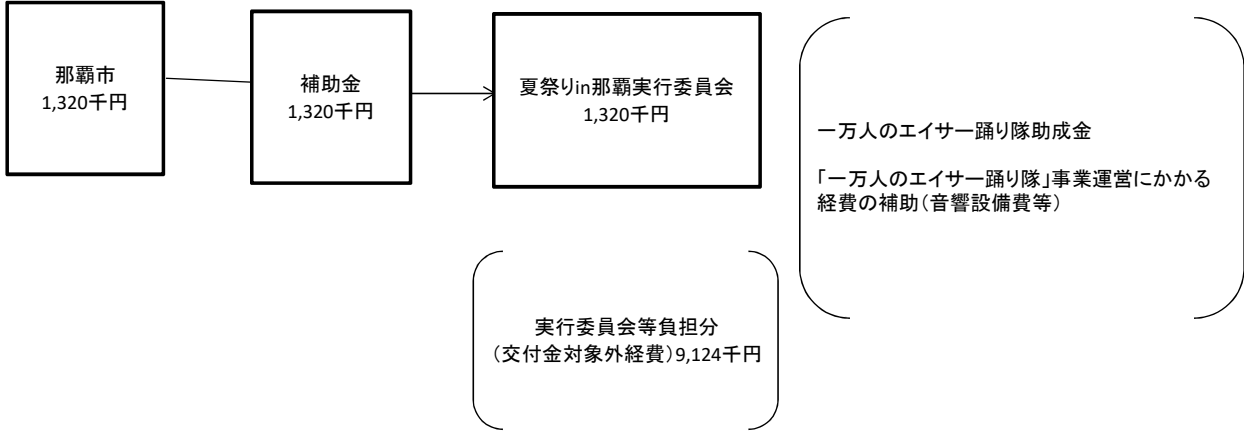 那覇市
1,320千円
補助金
1,320千円
夏祭りin那覇実行委員会
1,320千円
一万人のエイサー踊り隊助成金
「一万人のエイサー踊り隊」事業運営にかかる
経費の補助(音響設備費等)
実行委員会等負担分
(交付金対象外経費)9,124千円